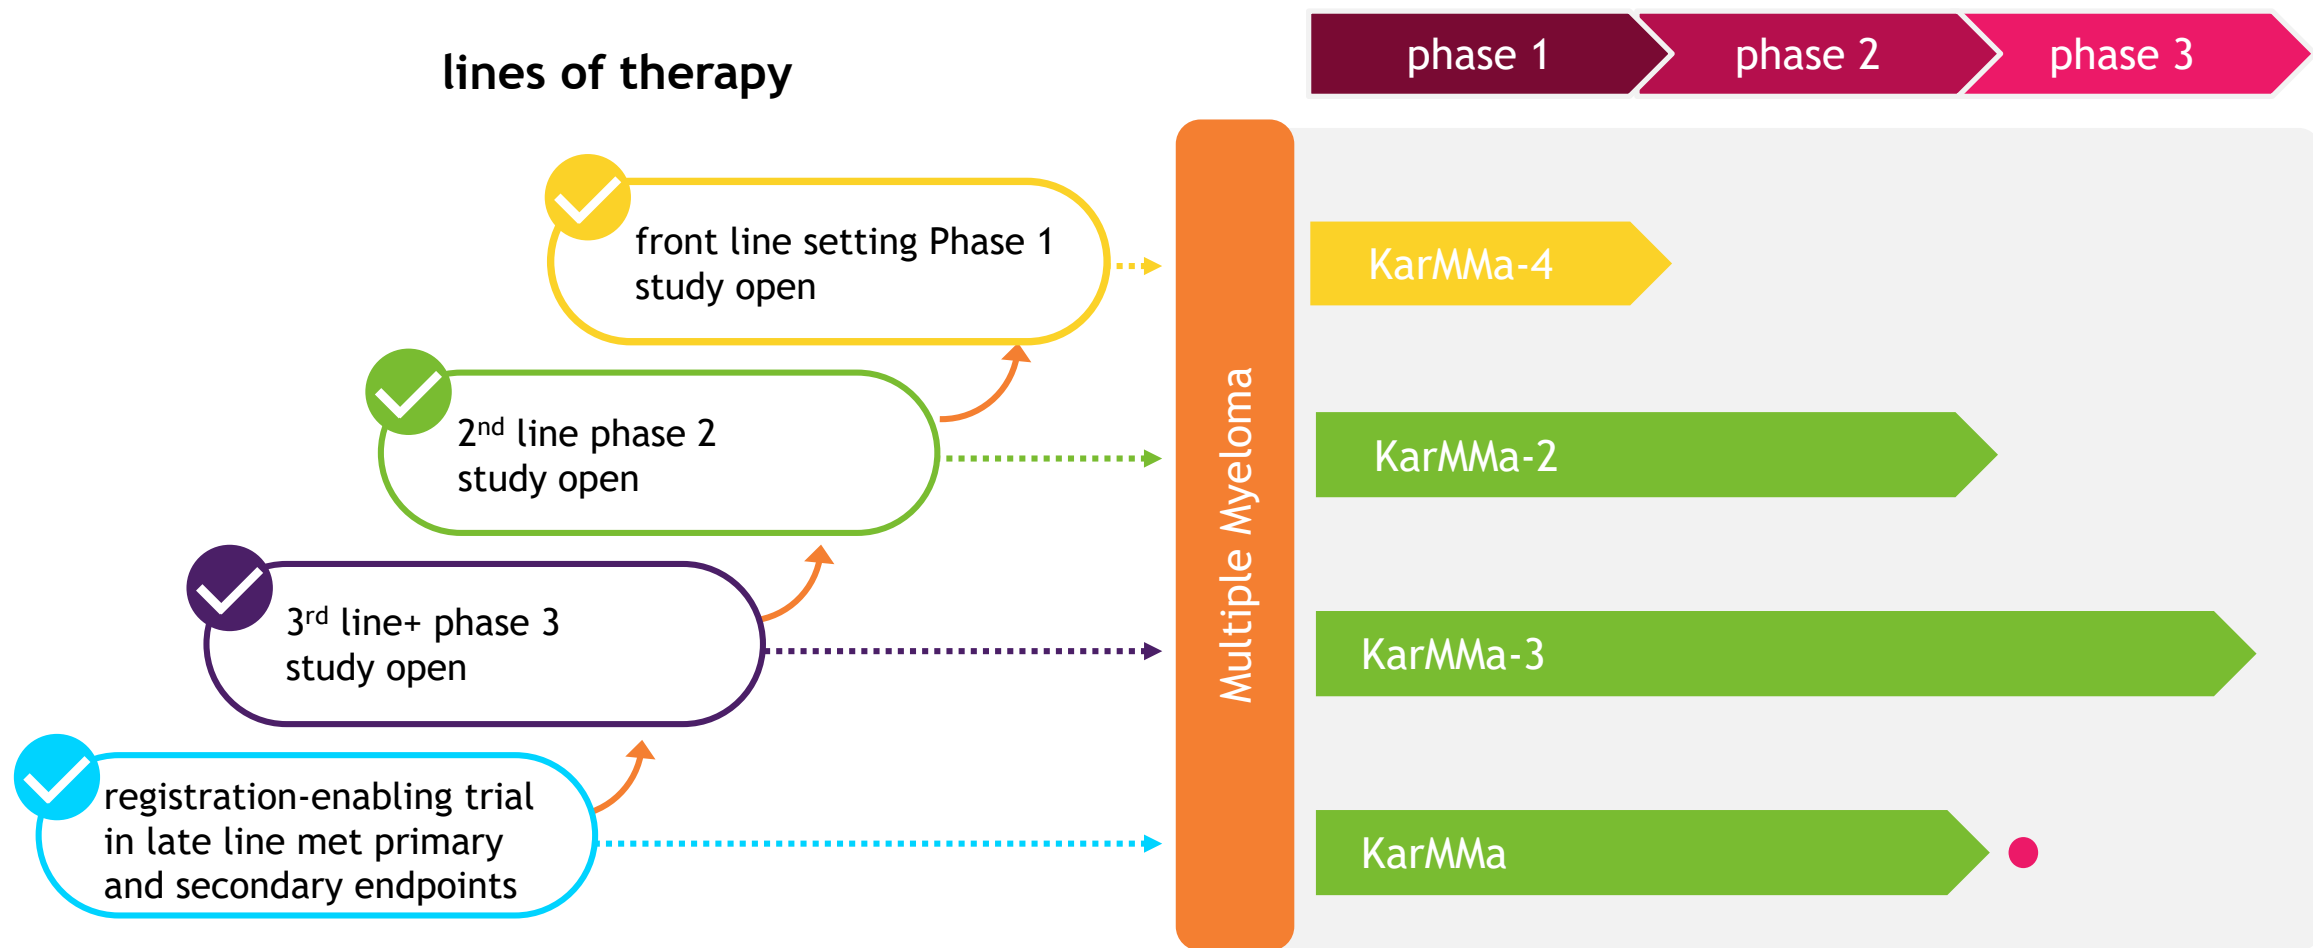 lines of therapy
phase 1
phase 2
phase 3
front line setting Phase 1
study open
2nd line phase 2
study open
3rd line+ phase 3
study open
registration-enabling trial
in late line met primary
and secondary endpoints
Multiple Myeloma
KarMMa-4
KarMMa-2
KarMMa-3
KarMMa